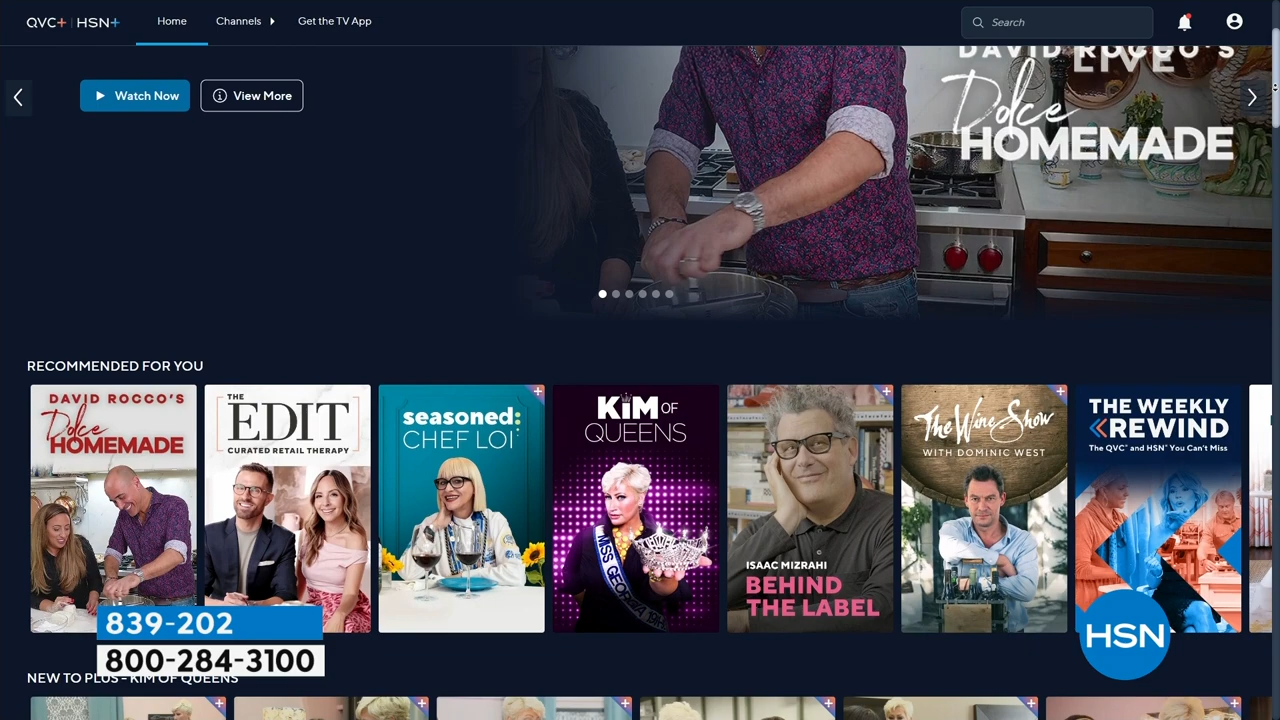 QVC+ | HSN+
Home
Channels
Get the TV App
Search
Watch Now
View More
DAVID ROCCO'S
LIVE
Dolce
HOMEMADE
RECOMMENDED FOR YOU
DAVID ROCCO'S
Dolce
HOMEMADE
THE
EDIT
CURATED RETAIL THERAPY
seasoned:
CHEF LOI
KIM OF
QUEENS
MISS GEORGIA
ISAAC MIZRAHI
BEHIND
THE LABEL
The Wine Show
WITH DOMINIC WEST
THE WEEKLY
REWIND
The QVC® and HSN® You Can't Miss
839-202
800-284-3100
HSN
NEW TO PLUS - KIM OF QUEENS